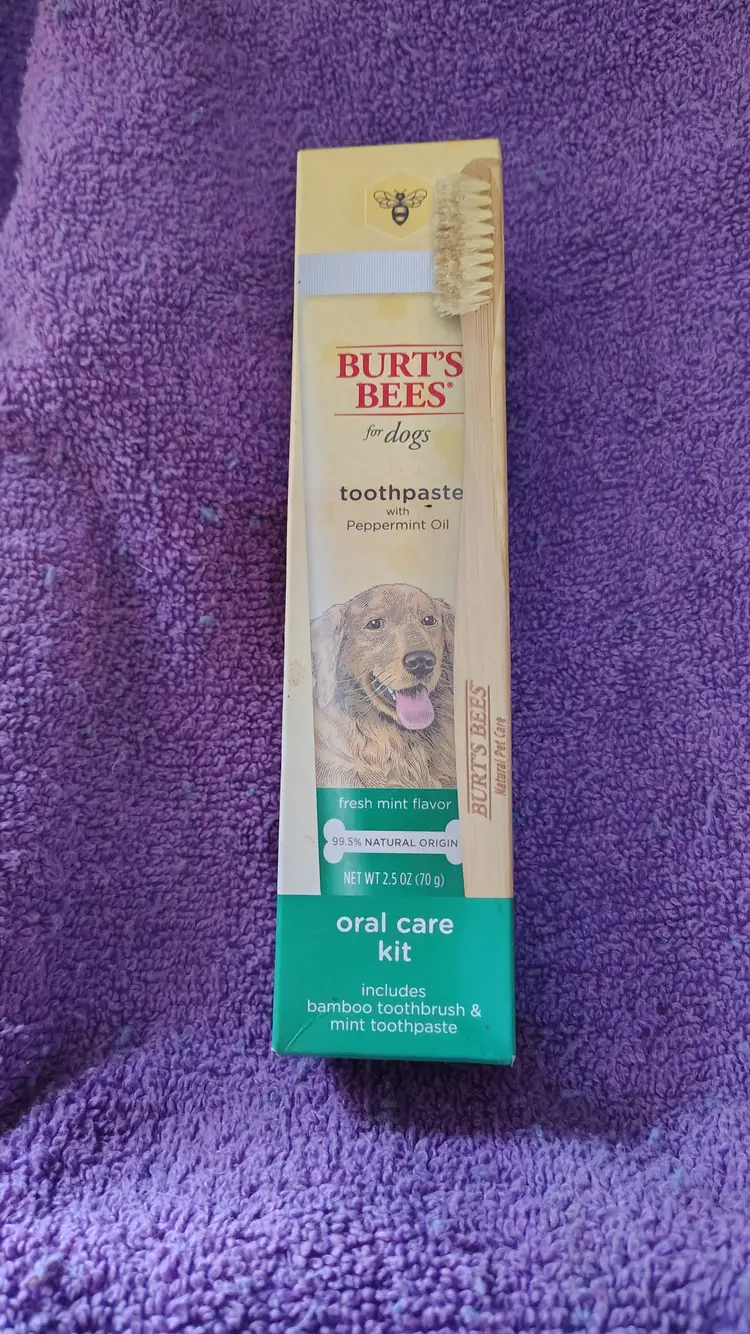 BURT'S
BEES®
for dogs
toothpaste
with
Peppermint Oil
BURT'S BEES
Natural Pet Care
fresh mint flavor
99.5% NATURAL ORIGIN
NET WT 2.5 OZ (70 g)
oral care
kit
includes
bamboo toothbrush &
mint toothpaste